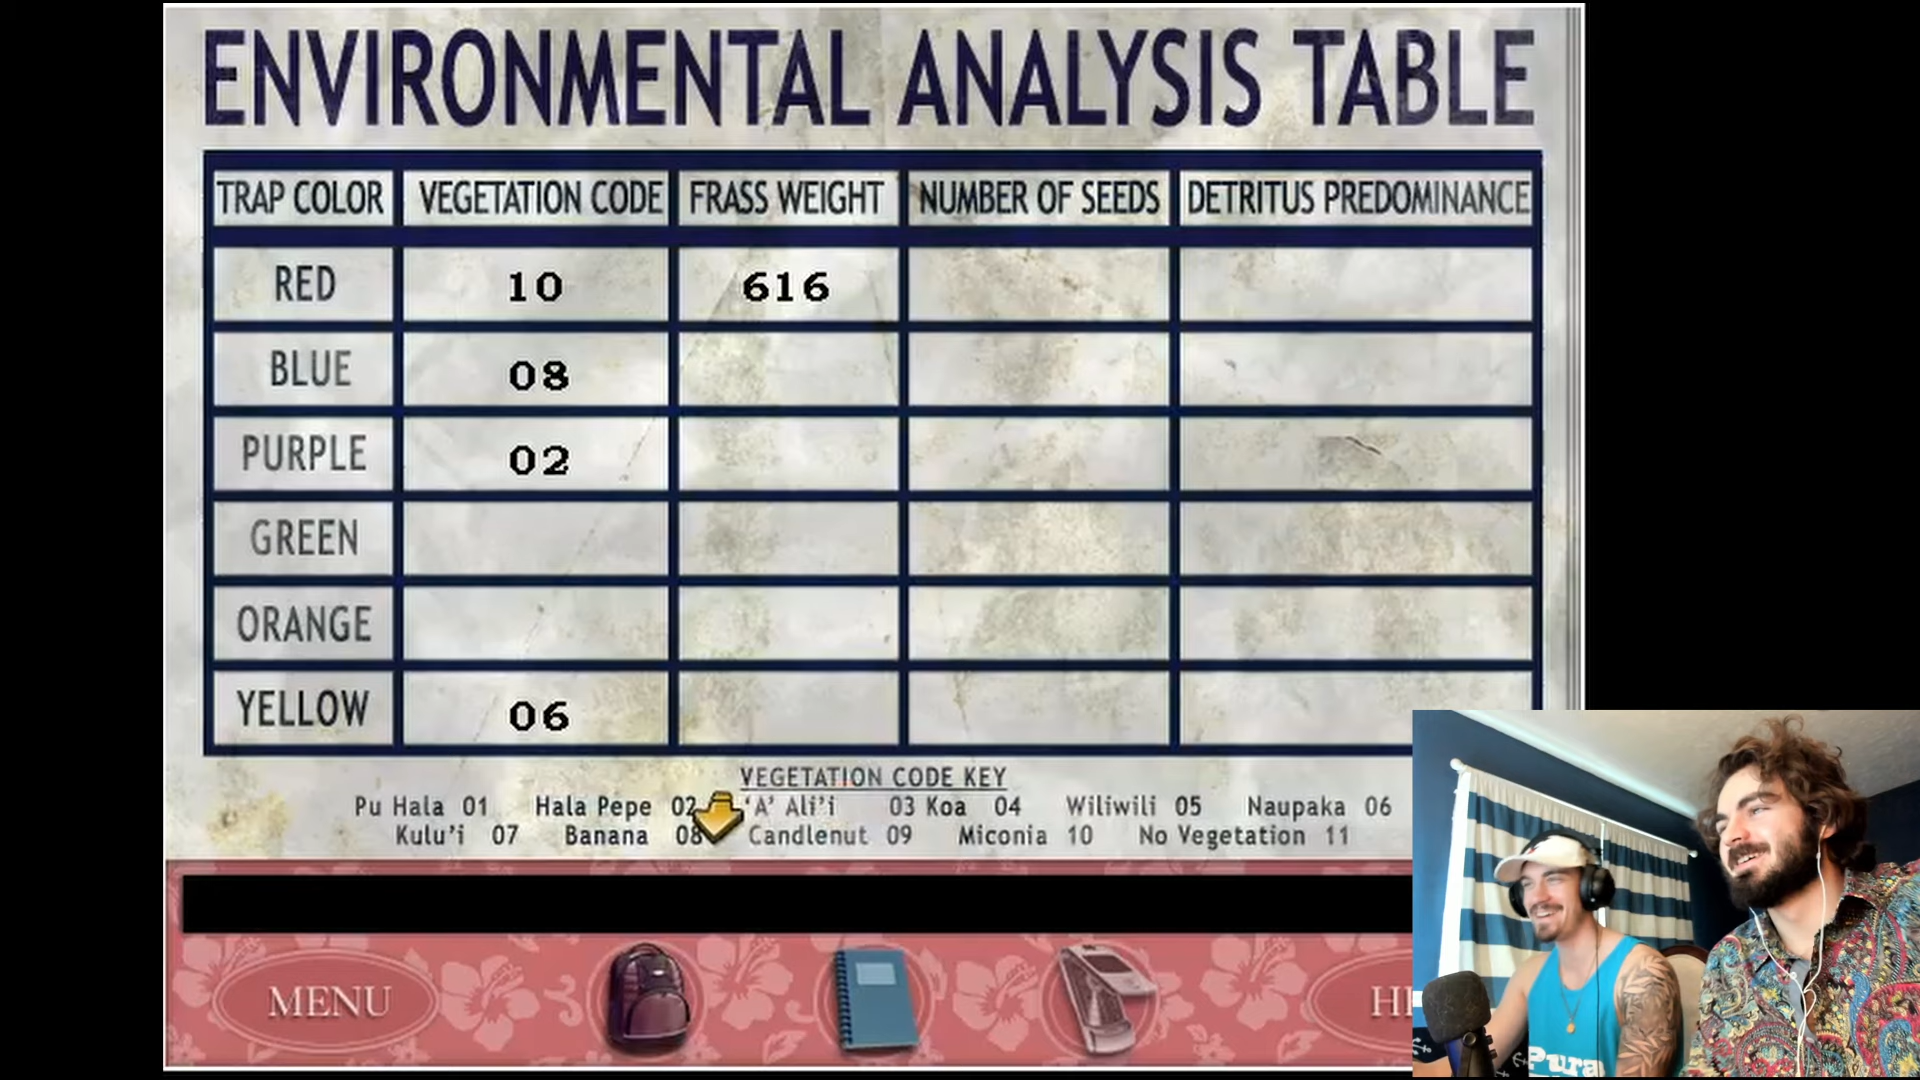 ENVIRONMENTAL ANALYSIS TABLE
TRAP COLOR VEGETATION CODE FRASS WEIGHT NUMBER OF SEEDS DETRITUS PREDOMINANCE
RED 10 616
BLUE 08
PURPLE 02
GREEN
ORANGE
YELLOW 06
VEGETATION CODE KEY
Pu Hala 01 Hala Pepe 02 'A' Ali'i 03 Koa 04 Wiliwili 05 Naupaka 06
Kulu'i 07 Banana 08 Candlenut 09 Miconia 10 No Vegetation 11
MENU
Pura